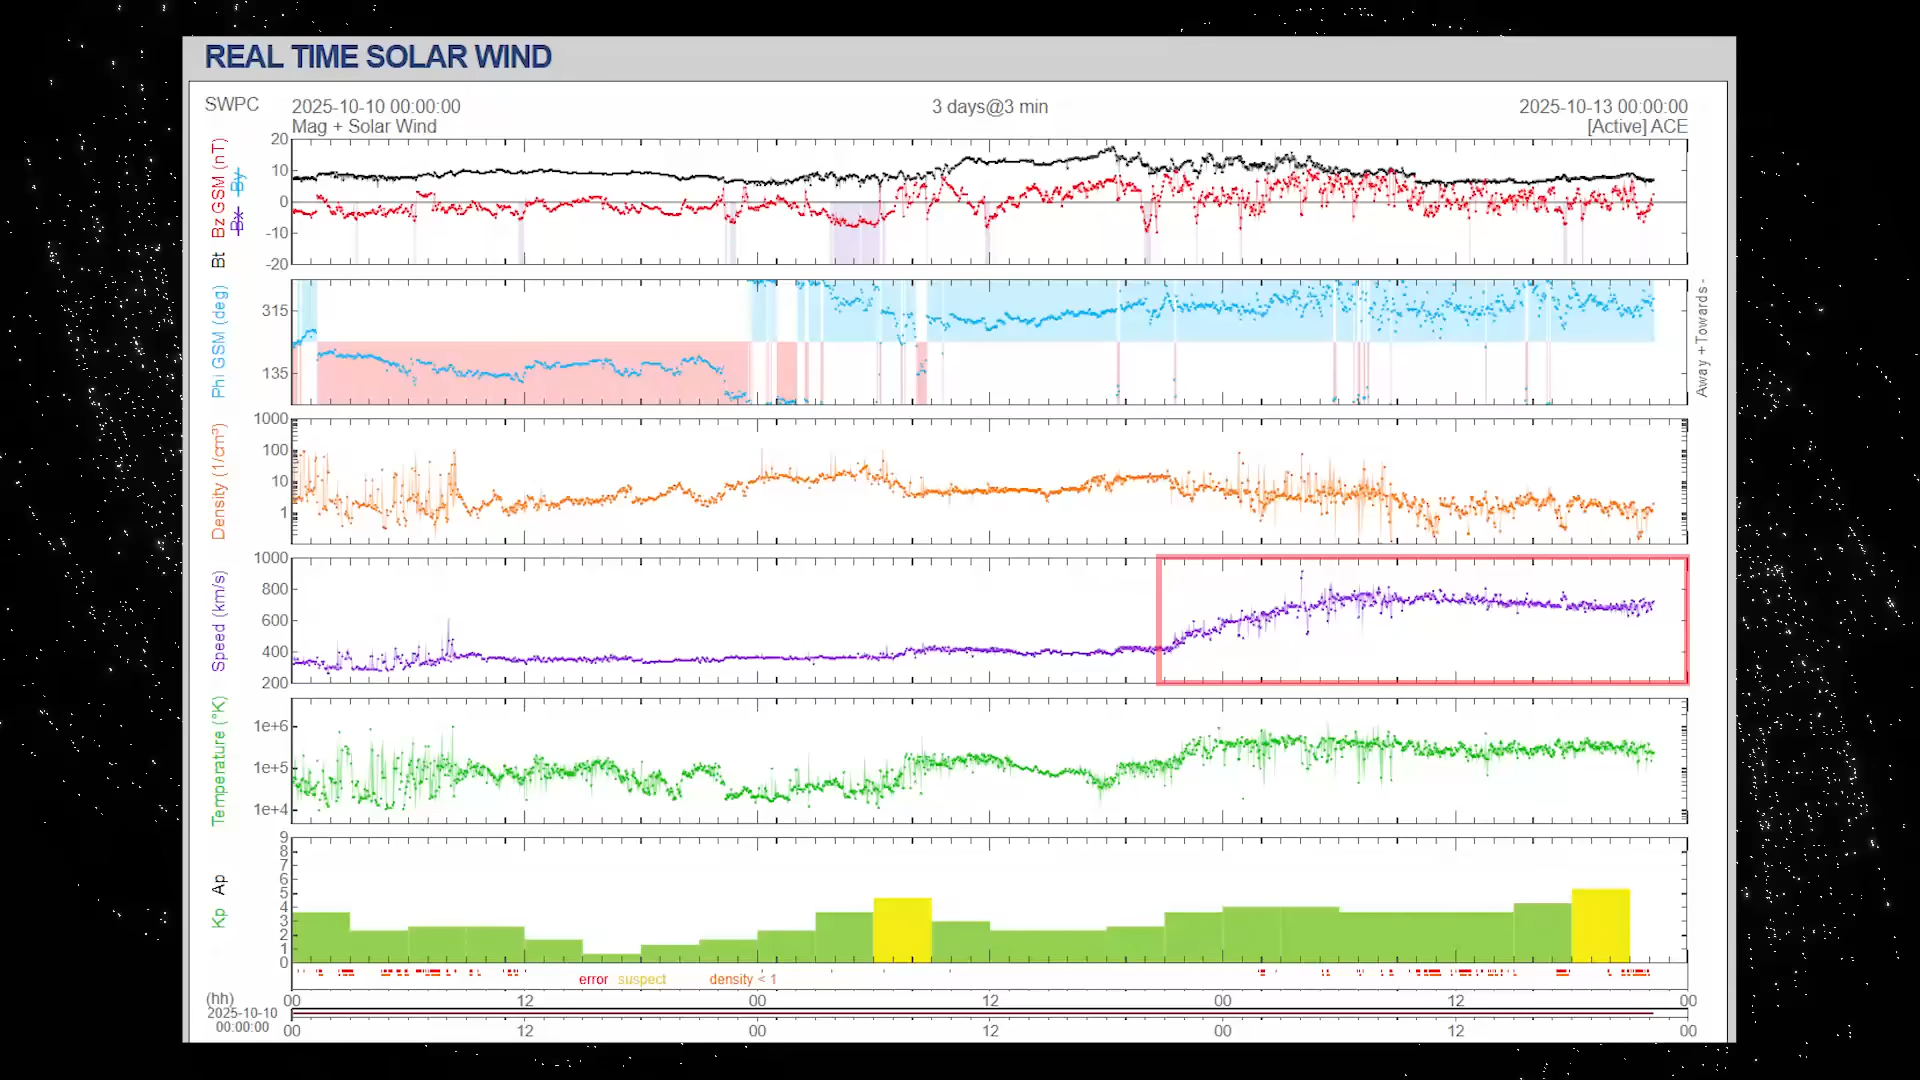 REAL TIME SOLAR WIND
SWPC 2025-10-10 00:00:00 3 days@3 min 2025-10-13 00:00:00
Mag + Solar Wind [Active] ACE
Bt Bz GSM (nT)
Bx By
20
10
0
-10
-20
Phi GSM (deg)
315
135
Away + Towards -
Density (1/cm³)
1000
100
10
1
Speed (km/s)
1000
800
600
400
200
Temperature (°K)
1e+6
1e+5
1e+4
Kp Ap
9
8
7
6
5
4
3
2
1
0
error suspect density < 1
(hh) 00 12 00 12 00 12 00
2025-10-10
00:00:00 00 12 00 12 00 12 00